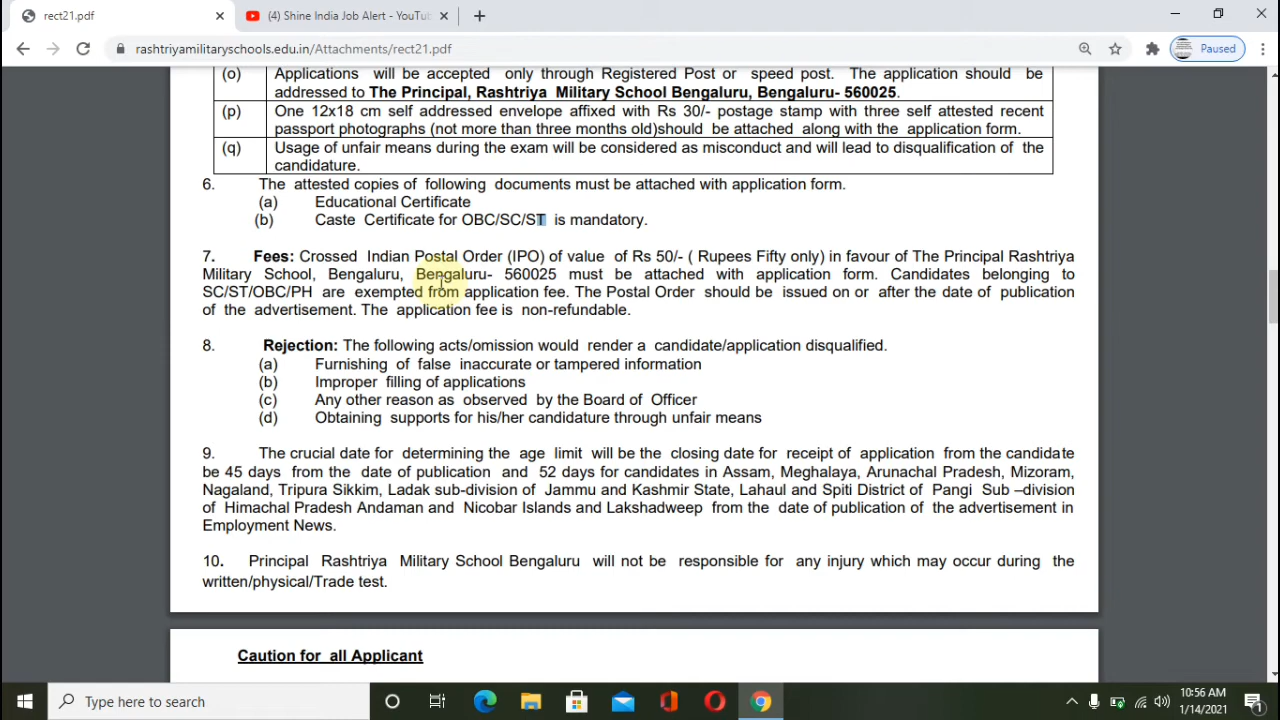 rect21.pdf
(4) Shine India Job Alert - YouTu
rashtriyamilitaryschools.edu.in/Attachments/rect21.pdf
Paused
(o) Applications will be accepted only through Registered Post or speed post. The application should be
addressed to The Principal, Rashtriya Military School Bengaluru, Bengaluru- 560025.
(p) One 12x18 cm self addressed envelope affixed with Rs 30/- postage stamp with three self attested recent
passport photographs (not more than three months old)should be attached along with the application form.
(q) Usage of unfair means during the exam will be considered as misconduct and will lead to disqualification of the
candidature.
6. The attested copies of following documents must be attached with application form.
(a) Educational Certificate
(b) Caste Certificate for OBC/SC/ST is mandatory.
7. Fees: Crossed Indian Postal Order (IPO) of value of Rs 50/- ( Rupees Fifty only) in favour of The Principal Rashtriya
Military School, Bengaluru, Bengaluru- 560025 must be attached with application form. Candidates belonging to
SC/ST/OBC/PH are exempted from application fee. The Postal Order should be issued on or after the date of publication
of the advertisement. The application fee is non-refundable.
8. Rejection: The following acts/omission would render a candidate/application disqualified.
(a) Furnishing of false inaccurate or tampered information
(b) Improper filling of applications
(c) Any other reason as observed by the Board of Officer
(d) Obtaining supports for his/her candidature through unfair means
9. The crucial date for determining the age limit will be the closing date for receipt of application from the candidate
be 45 days from the date of publication and 52 days for candidates in Assam, Meghalaya, Arunachal Pradesh, Mizoram,
Nagaland, Tripura Sikkim, Ladak sub-division of Jammu and Kashmir State, Lahaul and Spiti District of Pangi Sub –division
of Himachal Pradesh Andaman and Nicobar Islands and Lakshadweep from the date of publication of the advertisement in
Employment News.
10. Principal Rashtriya Military School Bengaluru will not be responsible for any injury which may occur during the
written/physical/Trade test.
Caution for all Applicant
Type here to search
10:56 AM
1/14/2021
1